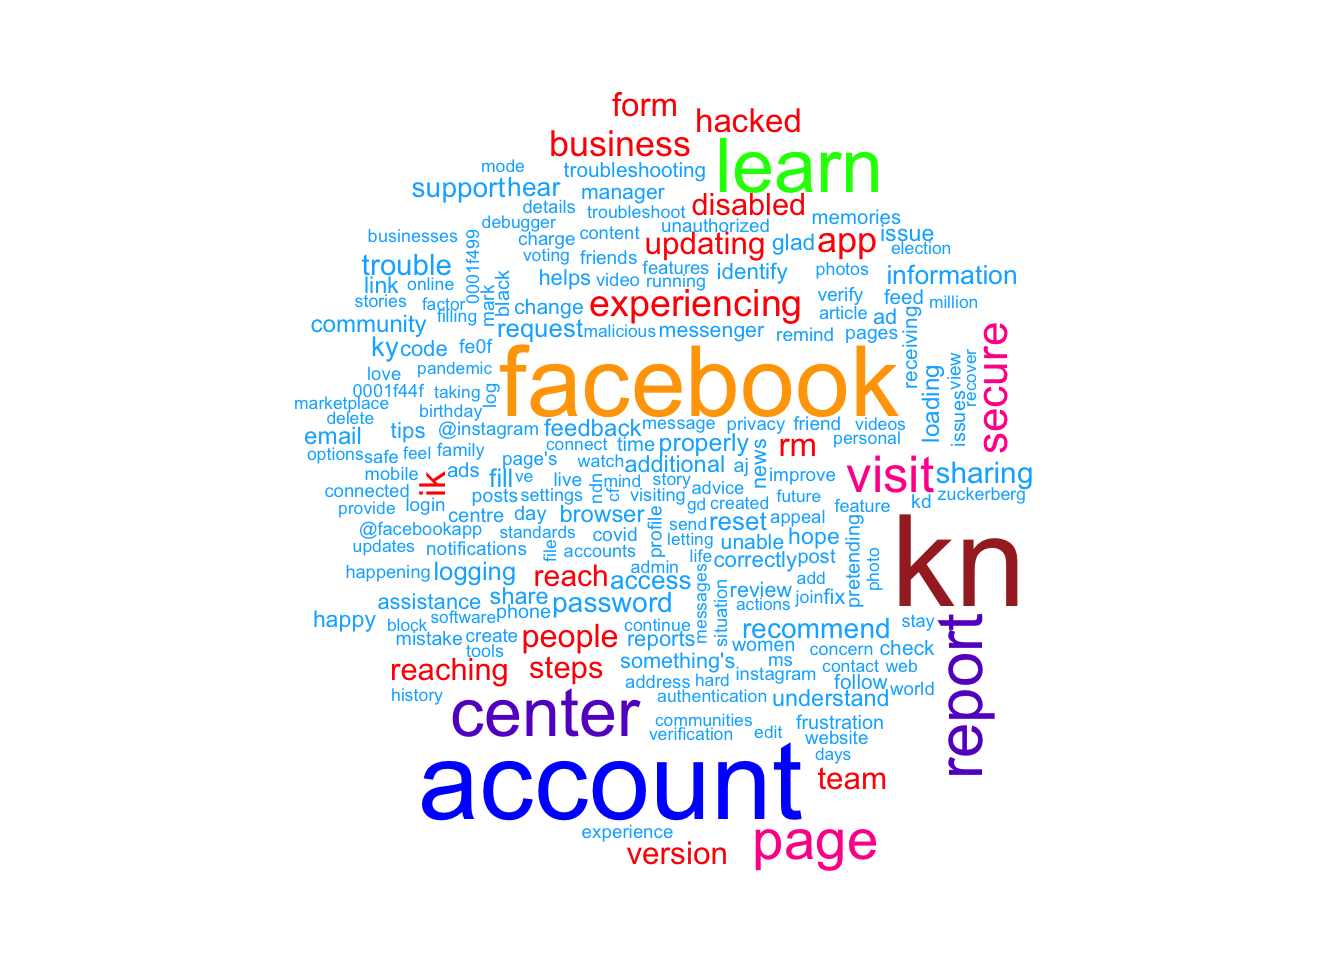 form
hacked
business
learn
mode
troubleshooting
support
hear
manager
disabled
details
troubleshoot
memories
debugger
unauthorized
businesses
charge
content
updating
glad
app
issue
election
voting
friends
trouble
0001f499
features
identify
photos
information
link
online
helps
video
running
black
verify
feed
million
stories
factor
mark
change
experiencing
article
ad
filling
community
request
malicious
messenger
remind
pages
receiving
secure
ky
code
fe0f
facebook
view
recover
love
pandemic
loading
issues
0001f44f
taking
log
marketplace
birthday
delete
email
tips
@instagram
feedback
message
privacy
friend
videos
connect
time
properly
rm
personal
options
safe
feel
family
page's
watch
additional
aj
news
visit
sharing
mobile
ik
ads
fill
ve
live
ndn
mind
story
improve
connected
posts
settings
cf
visiting
advice
future
kd
zuckerberg
provide
login
centre
day
browser
profile
gd
created
feature
kn
send
reset
appeal
@facebookapp
standards
covid
letting
unable
hope
pretending
updates
notifications
file
accounts
life
correctly
post
photo
happening
logging
reach
access
admin
messages
situation
review
add
assistance
share
password
actions
join
fix
happy
block
software
phone
continue
recommend
stay
report
mistake
create
people
reports
women
concern
check
tools
reaching
steps
something's
ms
contact
web
history
address
hard
instagram
follow
world
authentication
understand
center
communities
frustration
verification
edit
website
account
days
team
experience
version
page